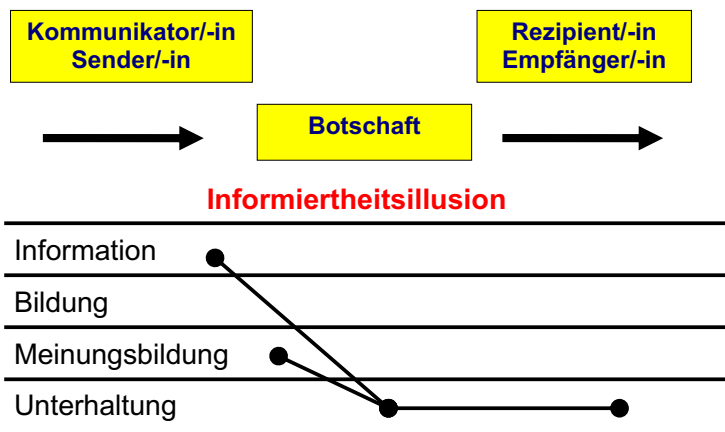 Kommunikator/-in
Sender/-in
Rezipient/-in
Empfänger/-in
Botschaft
Informiertheitsillusion
Information
Bildung
Meinungsbildung
Unterhaltung